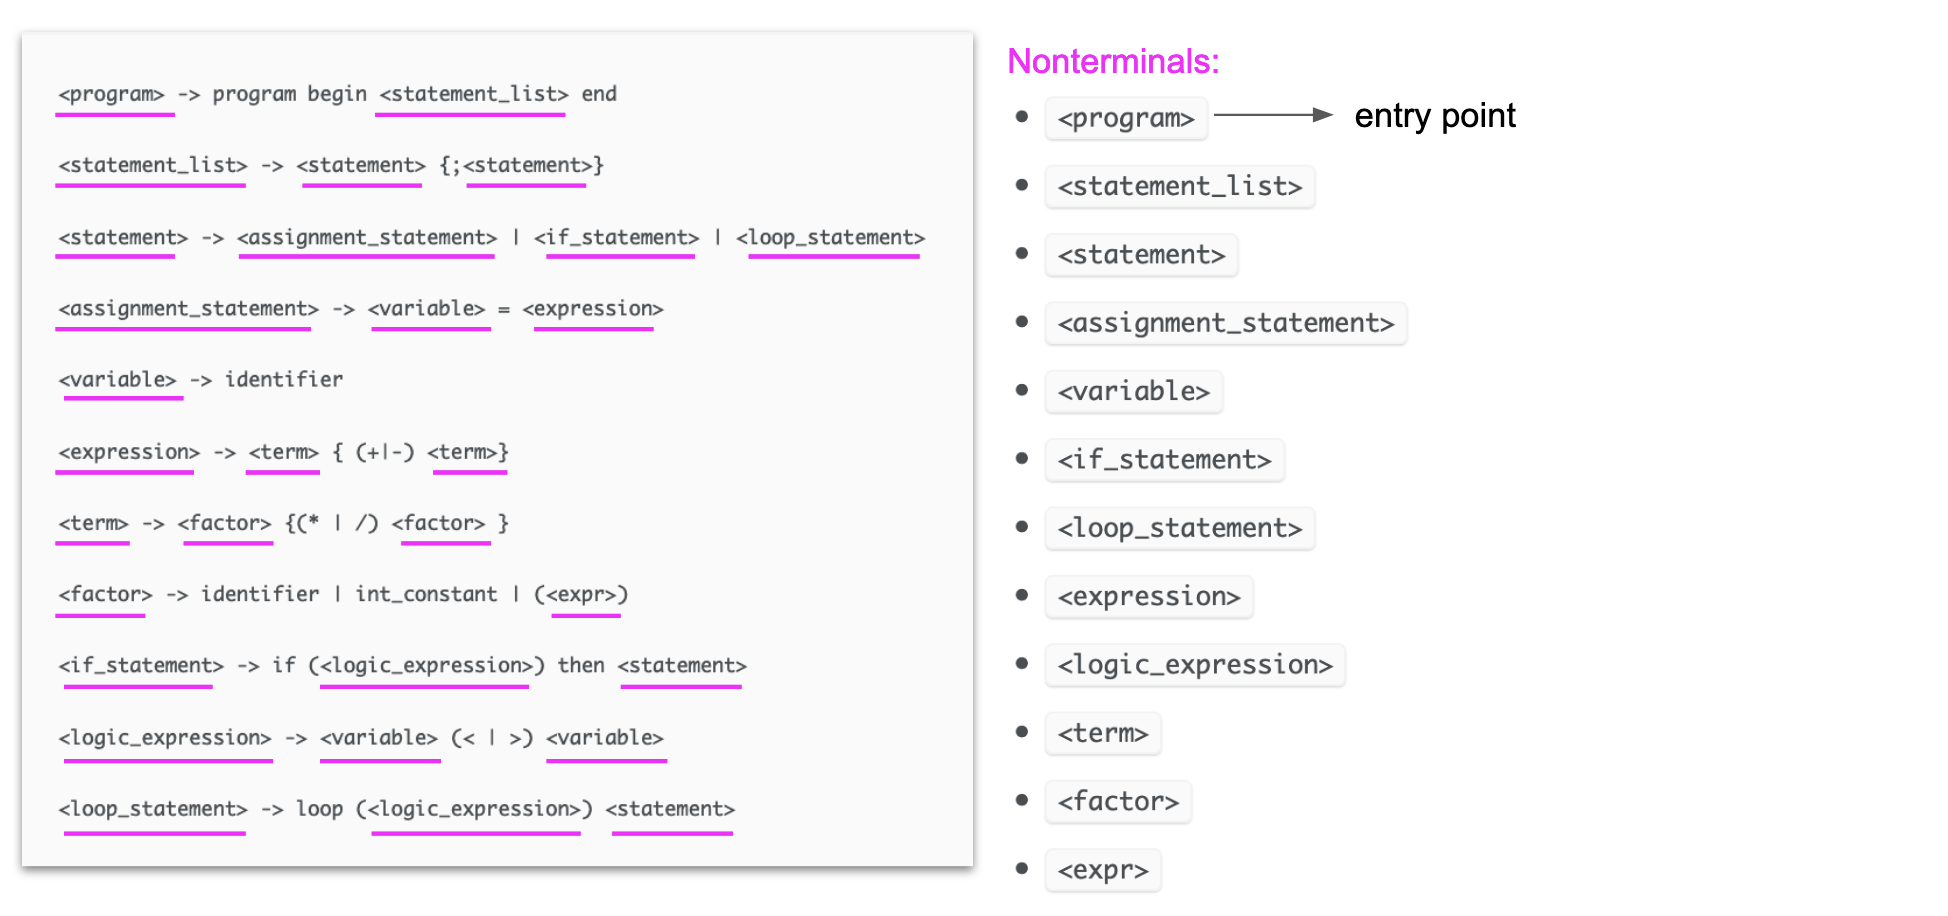 <program> -> program begin <statement_list> end
<statement_list> -> <statement> {;<statement>}
<statement> -> <assignment_statement> | <if_statement> | <loop_statement>
<assignment_statement> -> <variable> = <expression>
<variable> -> identifier
<expression> -> <term> { (+|-) <term>}
<term> -> <factor> {(* | /) <factor> }
<factor> -> identifier | int_constant | (<expr>)
<if_statement> -> if (<logic_expression>) then <statement>
<logic_expression> -> <variable> (< | >) <variable>
<loop_statement> -> loop (<logic_expression>) <statement>
Nonterminals:
• <program> entry point
• <statement_list>
• <statement>
• <assignment_statement>
• <variable>
• <if_statement>
• <loop_statement>
• <expression>
• <logic_expression>
• <term>
• <factor>
• <expr>